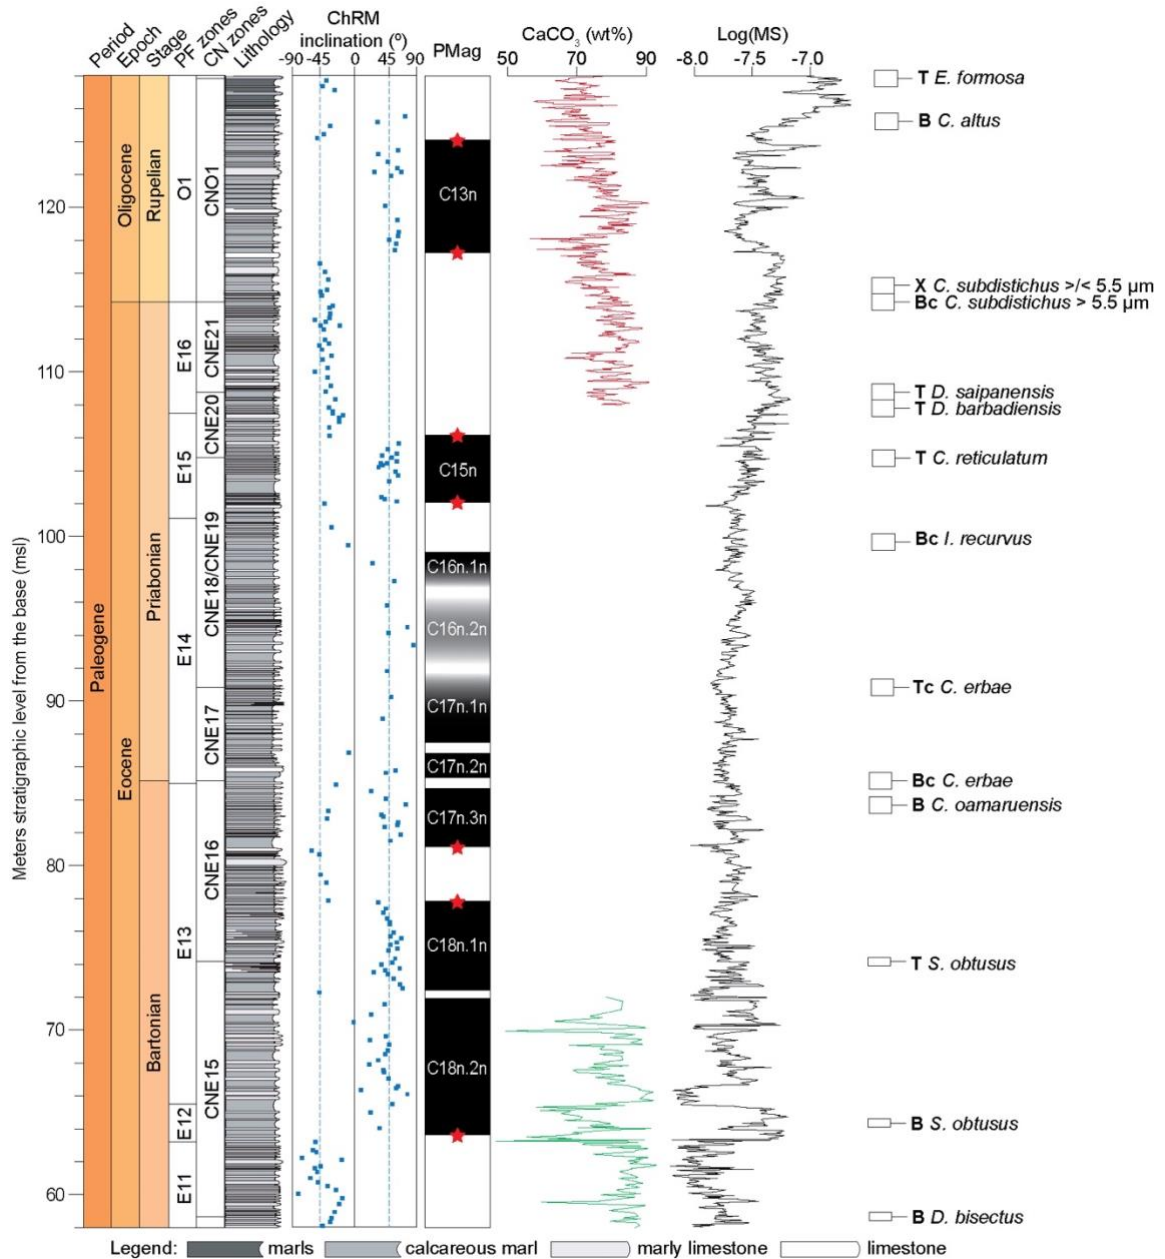 Period
Epoch
Stage
PF zones
CN zones
Lithology
ChRM
inclination (º)
-90 -45 0 45 90
PMag
CaCO3 (wt%)
50 70 90
Log(MS)
-8.0 -7.5 -7.0
Meters stratigraphic level from the base (msl)
120
110
100
90
80
70
60
Paleogene
Oligocene
Eocene
Rupelian
Priabonian
Bartonian
O1
E16
E15
E14
E13
E12
E11
CNO1
CNE21
CNE20
CNE18/CNE19
CNE17
CNE16
CNE15
C13n
C15n
C16n.1n
C16n.2n
C17n.1n
C17n.2n
C17n.3n
C18n.1n
C18n.2n
T E. formosa
B C. altus
X C. subdistichus >/< 5.5 µm
Bc C. subdistichus > 5.5 µm
T D. saipanensis
T D. barbadiensis
T C. reticulatum
Bc I. recurvus
Tc C. erbae
Bc C. erbae
B C. oamaruensis
T S. obtusus
B S. obtusus
B D. bisectus
Legend: marls calcareous marl marly limestone limestone